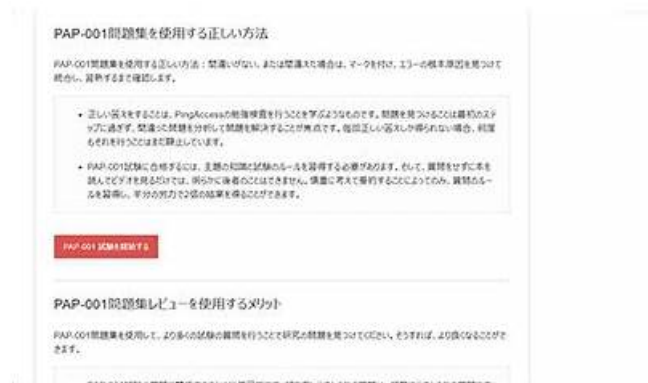 PAP-001問題集を使用する正しい方法
PAP-001問題集を使用する正しい方法：間違いがない、または間違えた場合は、マークを付け、エラーの根本原因を見つけて
統合し、習熟するまで確認します。
正しい答えをすることは、PingAccessの勉強検査を行うことを学ぶようなものです。問題を見つけることは最初のステ
ップに過ぎず、間違った問題を分析して問題を解決することが焦点です。毎回正しい答えしか得られない場合、何度
もそれを行うことはまだ静止しています。
PAP-001試験に合格するには、主題の知識と試験のルールを習得する必要があります。そして、質問をせずに本を
読んでビデオを見るだけでは、明らかに後者のことはできません。慎重に考えて要約することによってのみ、質問のルー
ルを習得し、半分の労力で2倍の結果を得ることができます。
PAP-001 試験を開始する
PAP-001問題集レビューを使用するメリット
PAP-001問題集を使用して、より多くの試験の質問を行うことで研究の問題を見つけてください。そうすれば、より良くなることがで
きます。